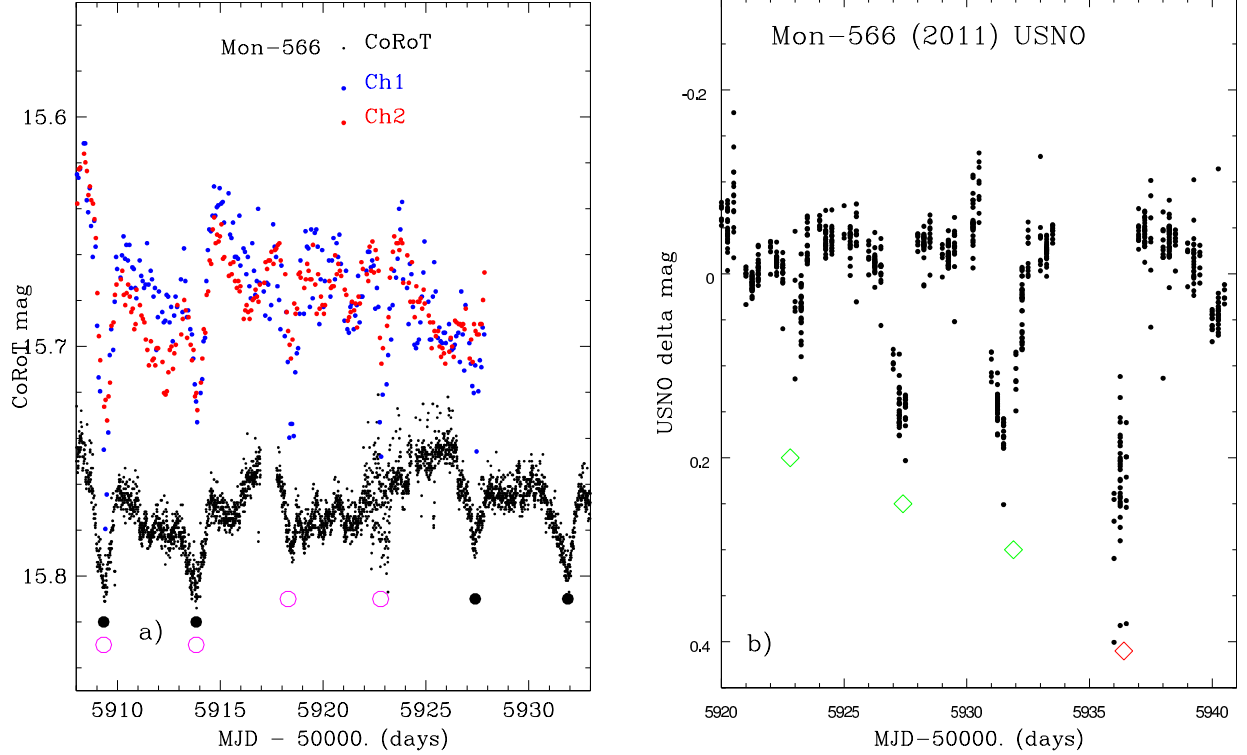 Mon-566 CoRoT
Ch1
Ch2
15.6
15.7
15.8
CoRoT mag
a)
5910 5915 5920 5925 5930
MJD - 50000. (days)
Mon-566 (2011) USNO
-0.2
0
0.2
0.4
USNO delta mag
b)
5920 5925 5930 5935 5940
MJD-50000. (days)